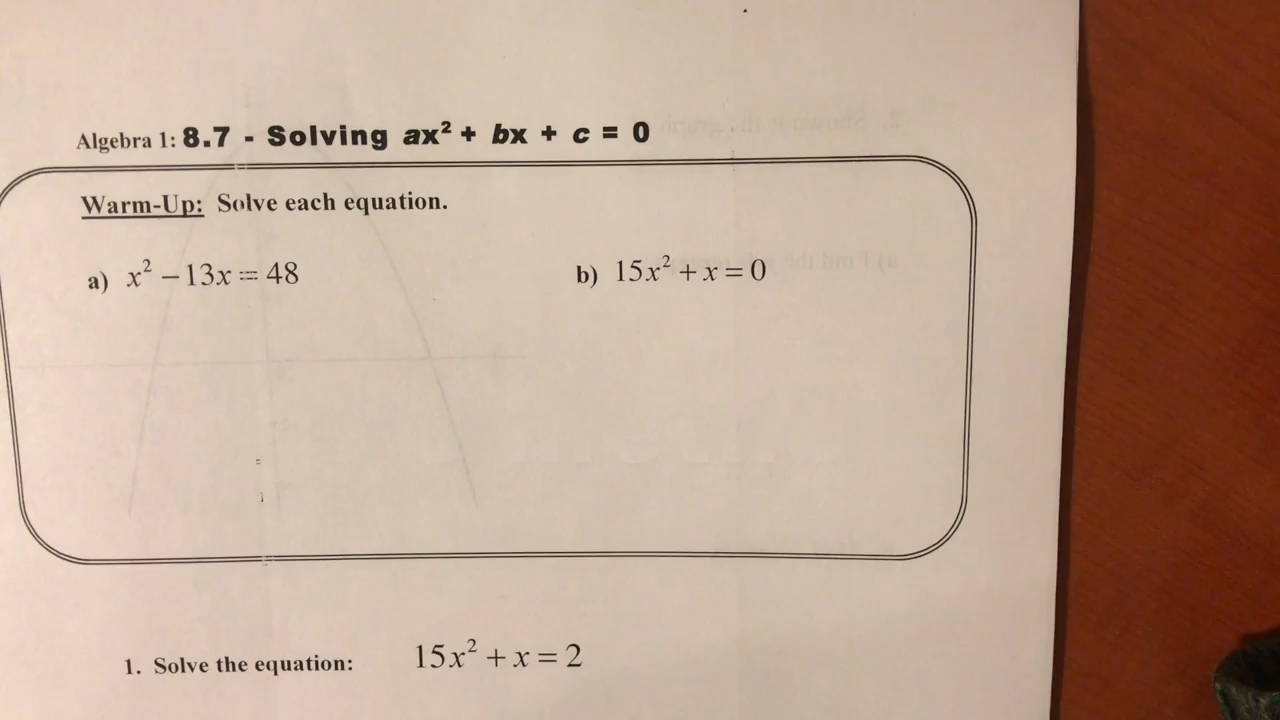 Algebra 1: 8.7 - Solving ax² + bx + c = 0
Warm-Up: Solve each equation.
a) x² – 13x = 48
b) 15x² + x = 0
1. Solve the equation: 15x² + x = 2